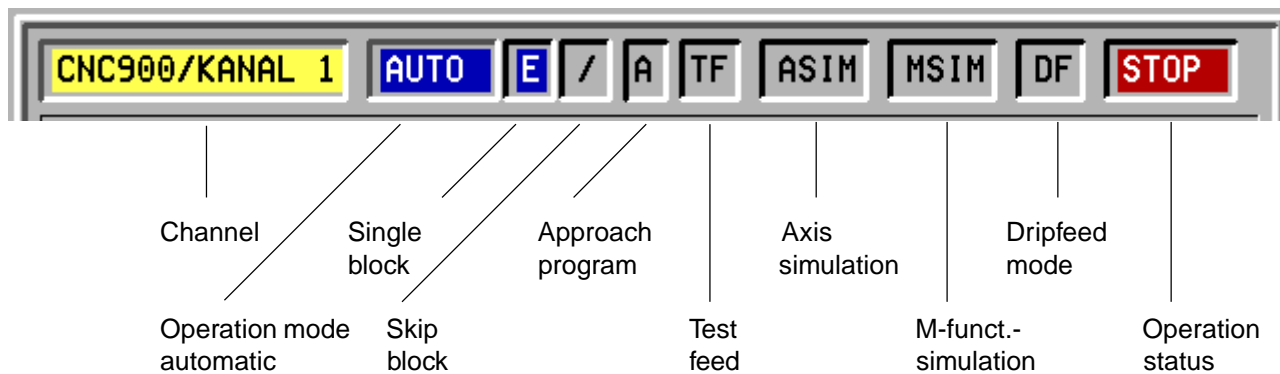 CNC900/KANAL 1 AUTO E / A TF ASIM MSIM DF STOP
Channel Single Approach Axis Dripfeed
block program simulation mode
Operation mode Skip Test M-funct.- Operation
automatic block feed simulation status